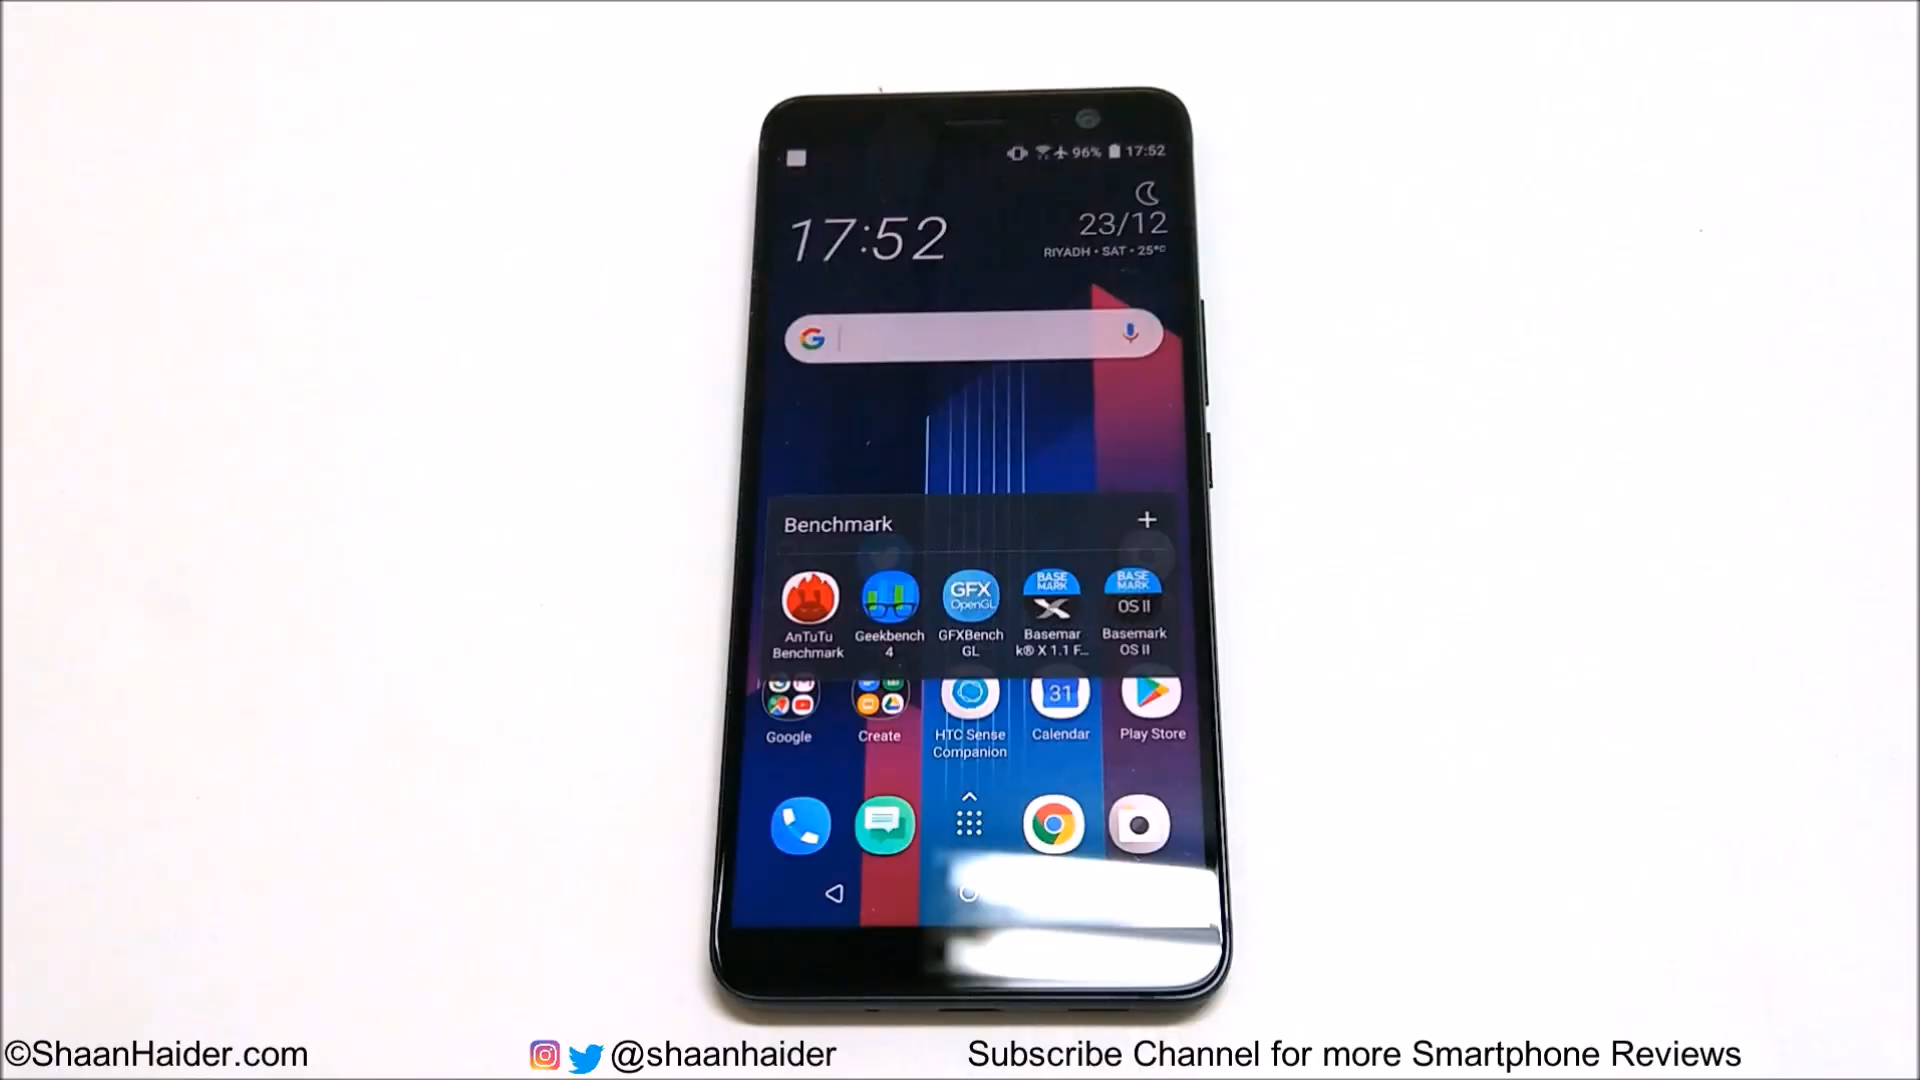 96% 17:52
17:52
23/12
RIYADH • SAT • 25°C
G
Benchmark +
GFX
OpenGL
BASE
MARK
X
BASE
MARK
OS II
AnTuTu
Benchmark
Geekbench
4
GFXBench
GL
Basemar
k® X 1.1 F...
Basemark
OS II
31
Google
Create
HTC Sense
Companion
Calendar
Play Store
©ShaanHaider.com
@shaanhaider
Subscribe Channel for more Smartphone Reviews